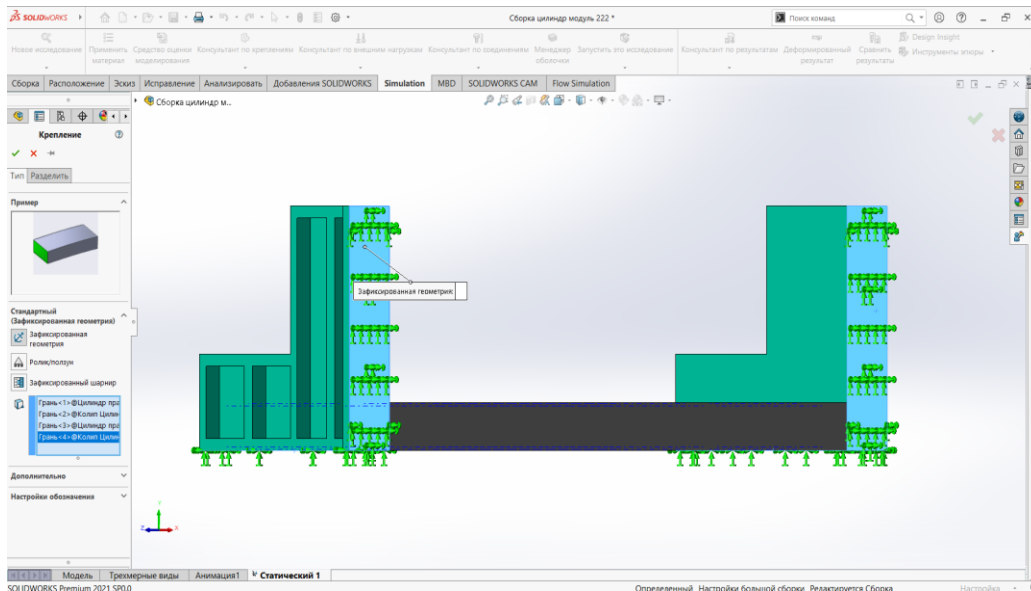 SOLIDWORKS
Сборка цилиндр модуль 222 *
Поиск команд
Новое исследование
Применить материал
Средство оценки моделирования
Консультант по креплениям
Консультант по внешним нагрузкам
Консультант по соединениям
Менеджер оболочки
Запустить это исследование
Консультант по результатам
Деформированный результат
Сравнить результаты
Design Insight
Инструменты эпюры
Сборка Расположение Эскиз Исправление Анализировать Добавления SOLIDWORKS Simulation MBD SOLIDWORKS CAM Flow Simulation
Сборка цилиндр м...
Крепление
Тип Разделить
Пример
Стандартный
(Зафиксированная геометрия)
Зафиксированная
геометрия
Ролик/ползун
Зафиксированный шарнир
Грань<1>@Цилиндр пра
Грань<2>@Колип Цилин
Грань<3>@Цилиндр пра
Грань<4>@Колип Цилин
Дополнительно
Настройки обозначения
Зафиксированная геометрия:
Y
Z
X
Модель Трехмерные виды Анимация1 Статический 1
SOLIDWORKS Premium 2021 SP0.0
Определенный Настройки большой сборки Редактируется Сборка Настройка